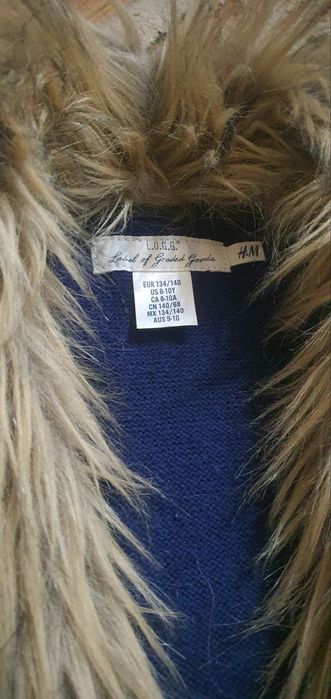 L.O.G.G.®
Label of Graded Goods
H&M
EUR 134/140
US 8-10Y
CA 8-10A
CN 140/68
MX 134/140
AUS 9-10